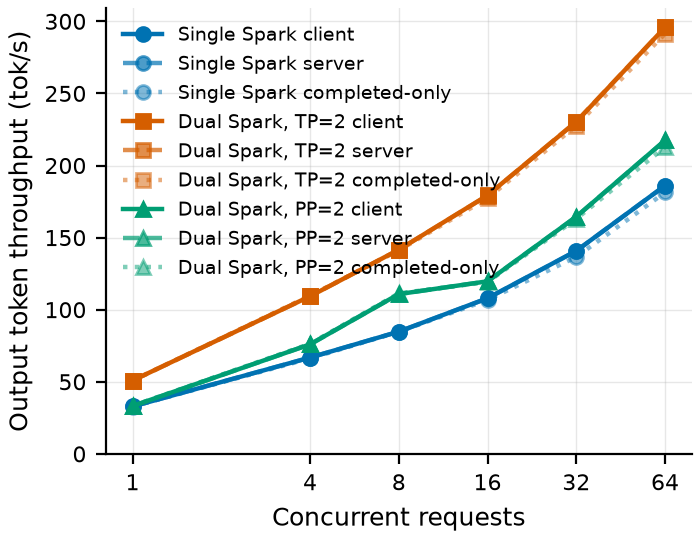 Output token throughput (tok/s)
300
250
200
150
100
50
0
Single Spark client
Single Spark server
Single Spark completed-only
Dual Spark, TP=2 client
Dual Spark, TP=2 server
Dual Spark, TP=2 completed-only
Dual Spark, PP=2 client
Dual Spark, PP=2 server
Dual Spark, PP=2 completed-only
1 4 8 16 32 64
Concurrent requests